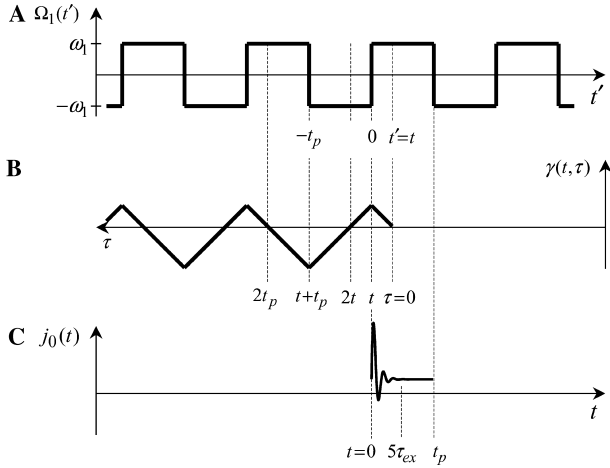 A Ω₁(t′)
ω₁
−ω₁
t′
−tₚ 0 t′=t
B γ(t,τ)
τ
2tₚ t+tₚ 2t t τ=0
C j₀(t)
t
t=0 5τₑₓ tₚ